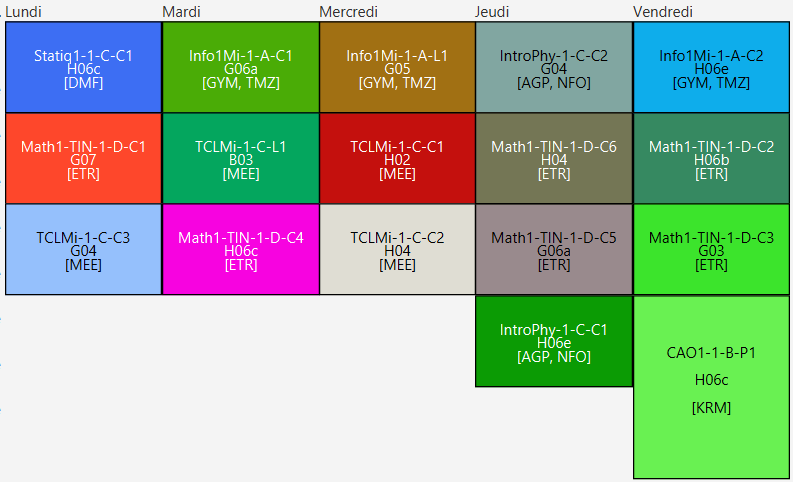 Lundi
Mardi
Mercredi
Jeudi
Vendredi
Statiq1-1-C-C1
H06c
[DMF]
Info1Mi-1-A-C1
G06a
[GYM, TMZ]
Info1Mi-1-A-L1
G05
[GYM, TMZ]
IntroPhy-1-C-C2
G04
[AGP, NFO]
Info1Mi-1-A-C2
H06e
[GYM, TMZ]
Math1-TIN-1-D-C1
G07
[ETR]
TCLMi-1-C-L1
B03
[MEE]
TCLMi-1-C-C1
H02
[MEE]
Math1-TIN-1-D-C6
H04
[ETR]
Math1-TIN-1-D-C2
H06b
[ETR]
TCLMi-1-C-C3
G04
[MEE]
Math1-TIN-1-D-C4
H06c
[ETR]
TCLMi-1-C-C2
H04
[MEE]
Math1-TIN-1-D-C5
G06a
[ETR]
Math1-TIN-1-D-C3
G03
[ETR]
IntroPhy-1-C-C1
H06e
[AGP, NFO]
CAO1-1-B-P1
H06c
[KRM]